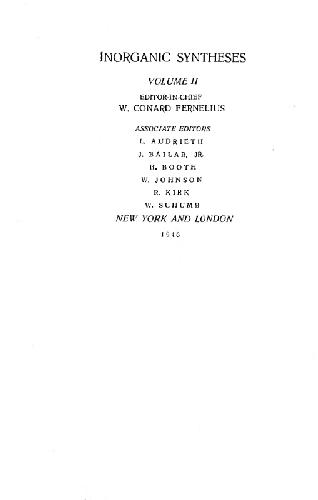 INORGANIC SYNTHESES
VOLUME II
EDITOR-IN-CHIEF
W. CONARD FERNELIUS
ASSOCIATE EDITORS
L. AUDRIETH
J. BAILAR, JR.
H. BOOTH
W. JOHNSON
R. KIRK
W. SCHUMB
NEW YORK AND LONDON